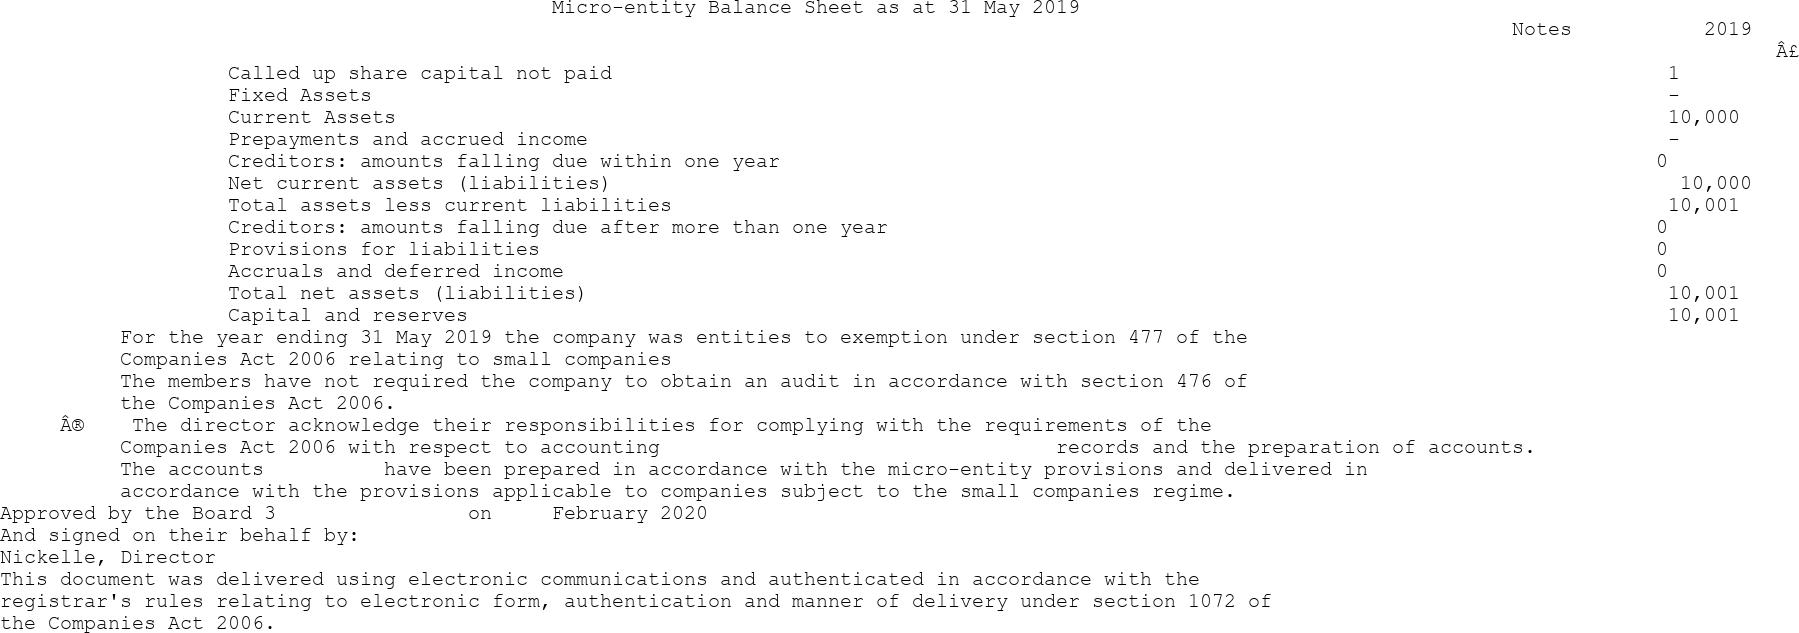 Micro-entity Balance Sheet as at 31 May 2019
Notes 2019
Â£
Called up share capital not paid 1
Fixed Assets -
Current Assets 10,000
Prepayments and accrued income -
Creditors: amounts falling due within one year 0
Net current assets (liabilities) 10,000
Total assets less current liabilities 10,001
Creditors: amounts falling due after more than one year 0
Provisions for liabilities 0
Accruals and deferred income 0
Total net assets (liabilities) 10,001
Capital and reserves 10,001
For the year ending 31 May 2019 the company was entities to exemption under section 477 of the
Companies Act 2006 relating to small companies
The members have not required the company to obtain an audit in accordance with section 476 of
the Companies Act 2006.
Â® The director acknowledge their responsibilities for complying with the requirements of the
Companies Act 2006 with respect to accounting records and the preparation of accounts.
The accounts have been prepared in accordance with the micro-entity provisions and delivered in
accordance with the provisions applicable to companies subject to the small companies regime.
Approved by the Board 3 on February 2020
And signed on their behalf by:
Nickelle, Director
This document was delivered using electronic communications and authenticated in accordance with the
registrar's rules relating to electronic form, authentication and manner of delivery under section 1072 of
the Companies Act 2006.